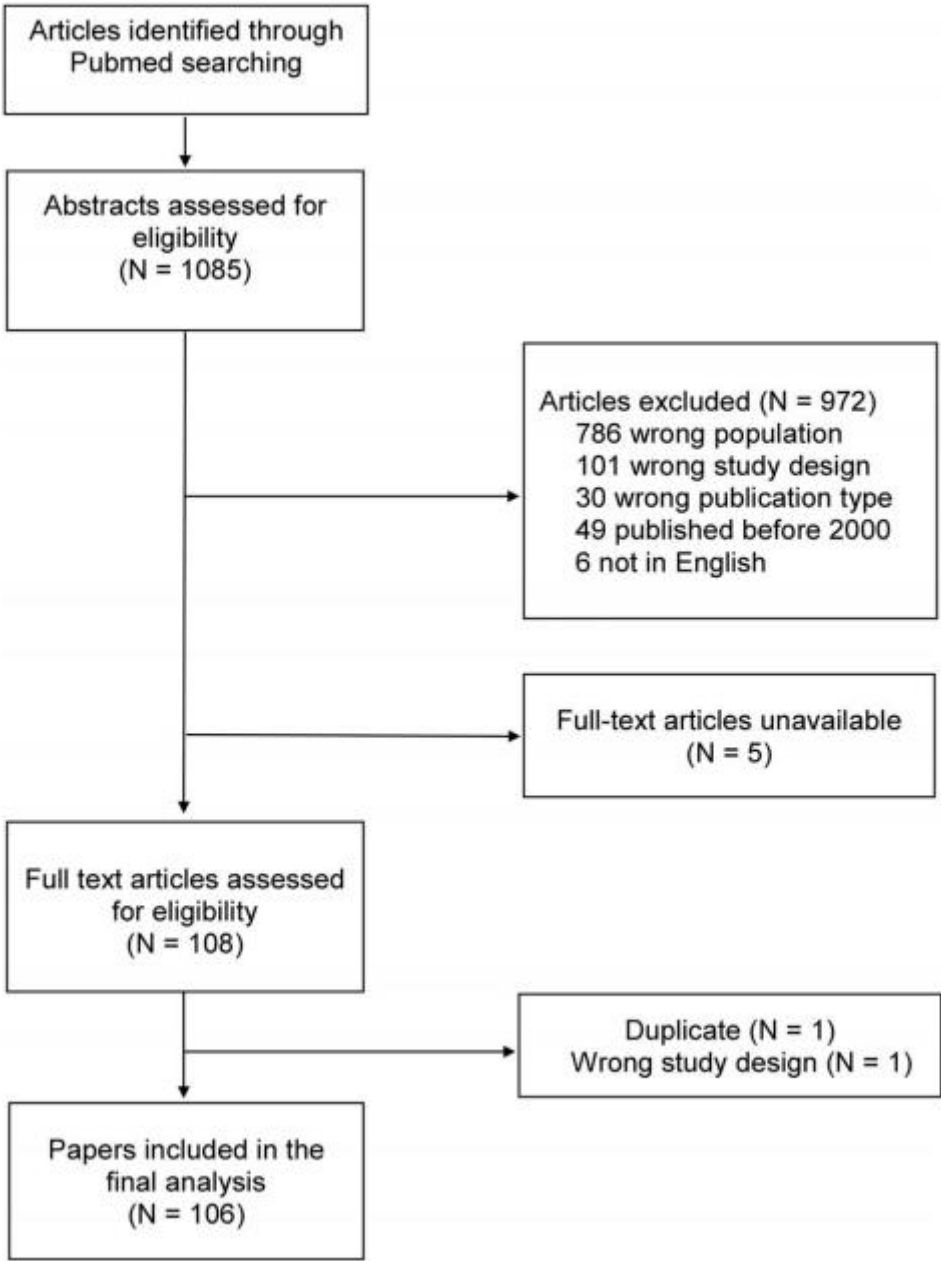 Articles identified through
Pubmed searching
Abstracts assessed for
eligibility
(N = 1085)
Articles excluded (N = 972)
786 wrong population
101 wrong study design
30 wrong publication type
49 published before 2000
6 not in English
Full-text articles unavailable
(N = 5)
Full text articles assessed
for eligibility
(N = 108)
Duplicate (N = 1)
Wrong study design (N = 1)
Papers included in the
final analysis
(N = 106)